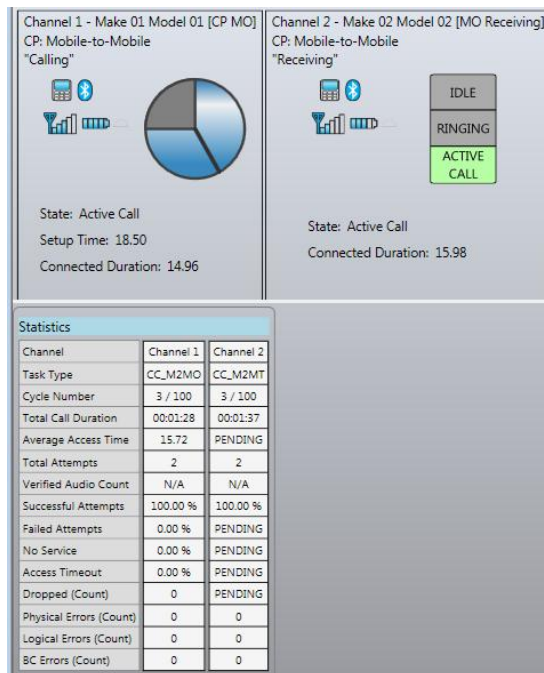 Channel 1 - Make 01 Model 01 [CP MO]
CP: Mobile-to-Mobile
"Calling"
State: Active Call
Setup Time: 18.50
Connected Duration: 14.96
Channel 2 - Make 02 Model 02 [MO Receiving]
CP: Mobile-to-Mobile
"Receiving"
IDLE
RINGING
ACTIVE
CALL
State: Active Call
Connected Duration: 15.98
Statistics
Channel Channel 1 Channel 2
Task Type CC_M2MO CC_M2MT
Cycle Number 3 / 100 3 / 100
Total Call Duration 00:01:28 00:01:37
Average Access Time 15.72 PENDING
Total Attempts 2 2
Verified Audio Count N/A N/A
Successful Attempts 100.00 % 100.00 %
Failed Attempts 0.00 % PENDING
No Service 0.00 % PENDING
Access Timeout 0.00 % PENDING
Dropped (Count) 0 PENDING
Physical Errors (Count) 0 0
Logical Errors (Count) 0 0
BC Errors (Count) 0 0